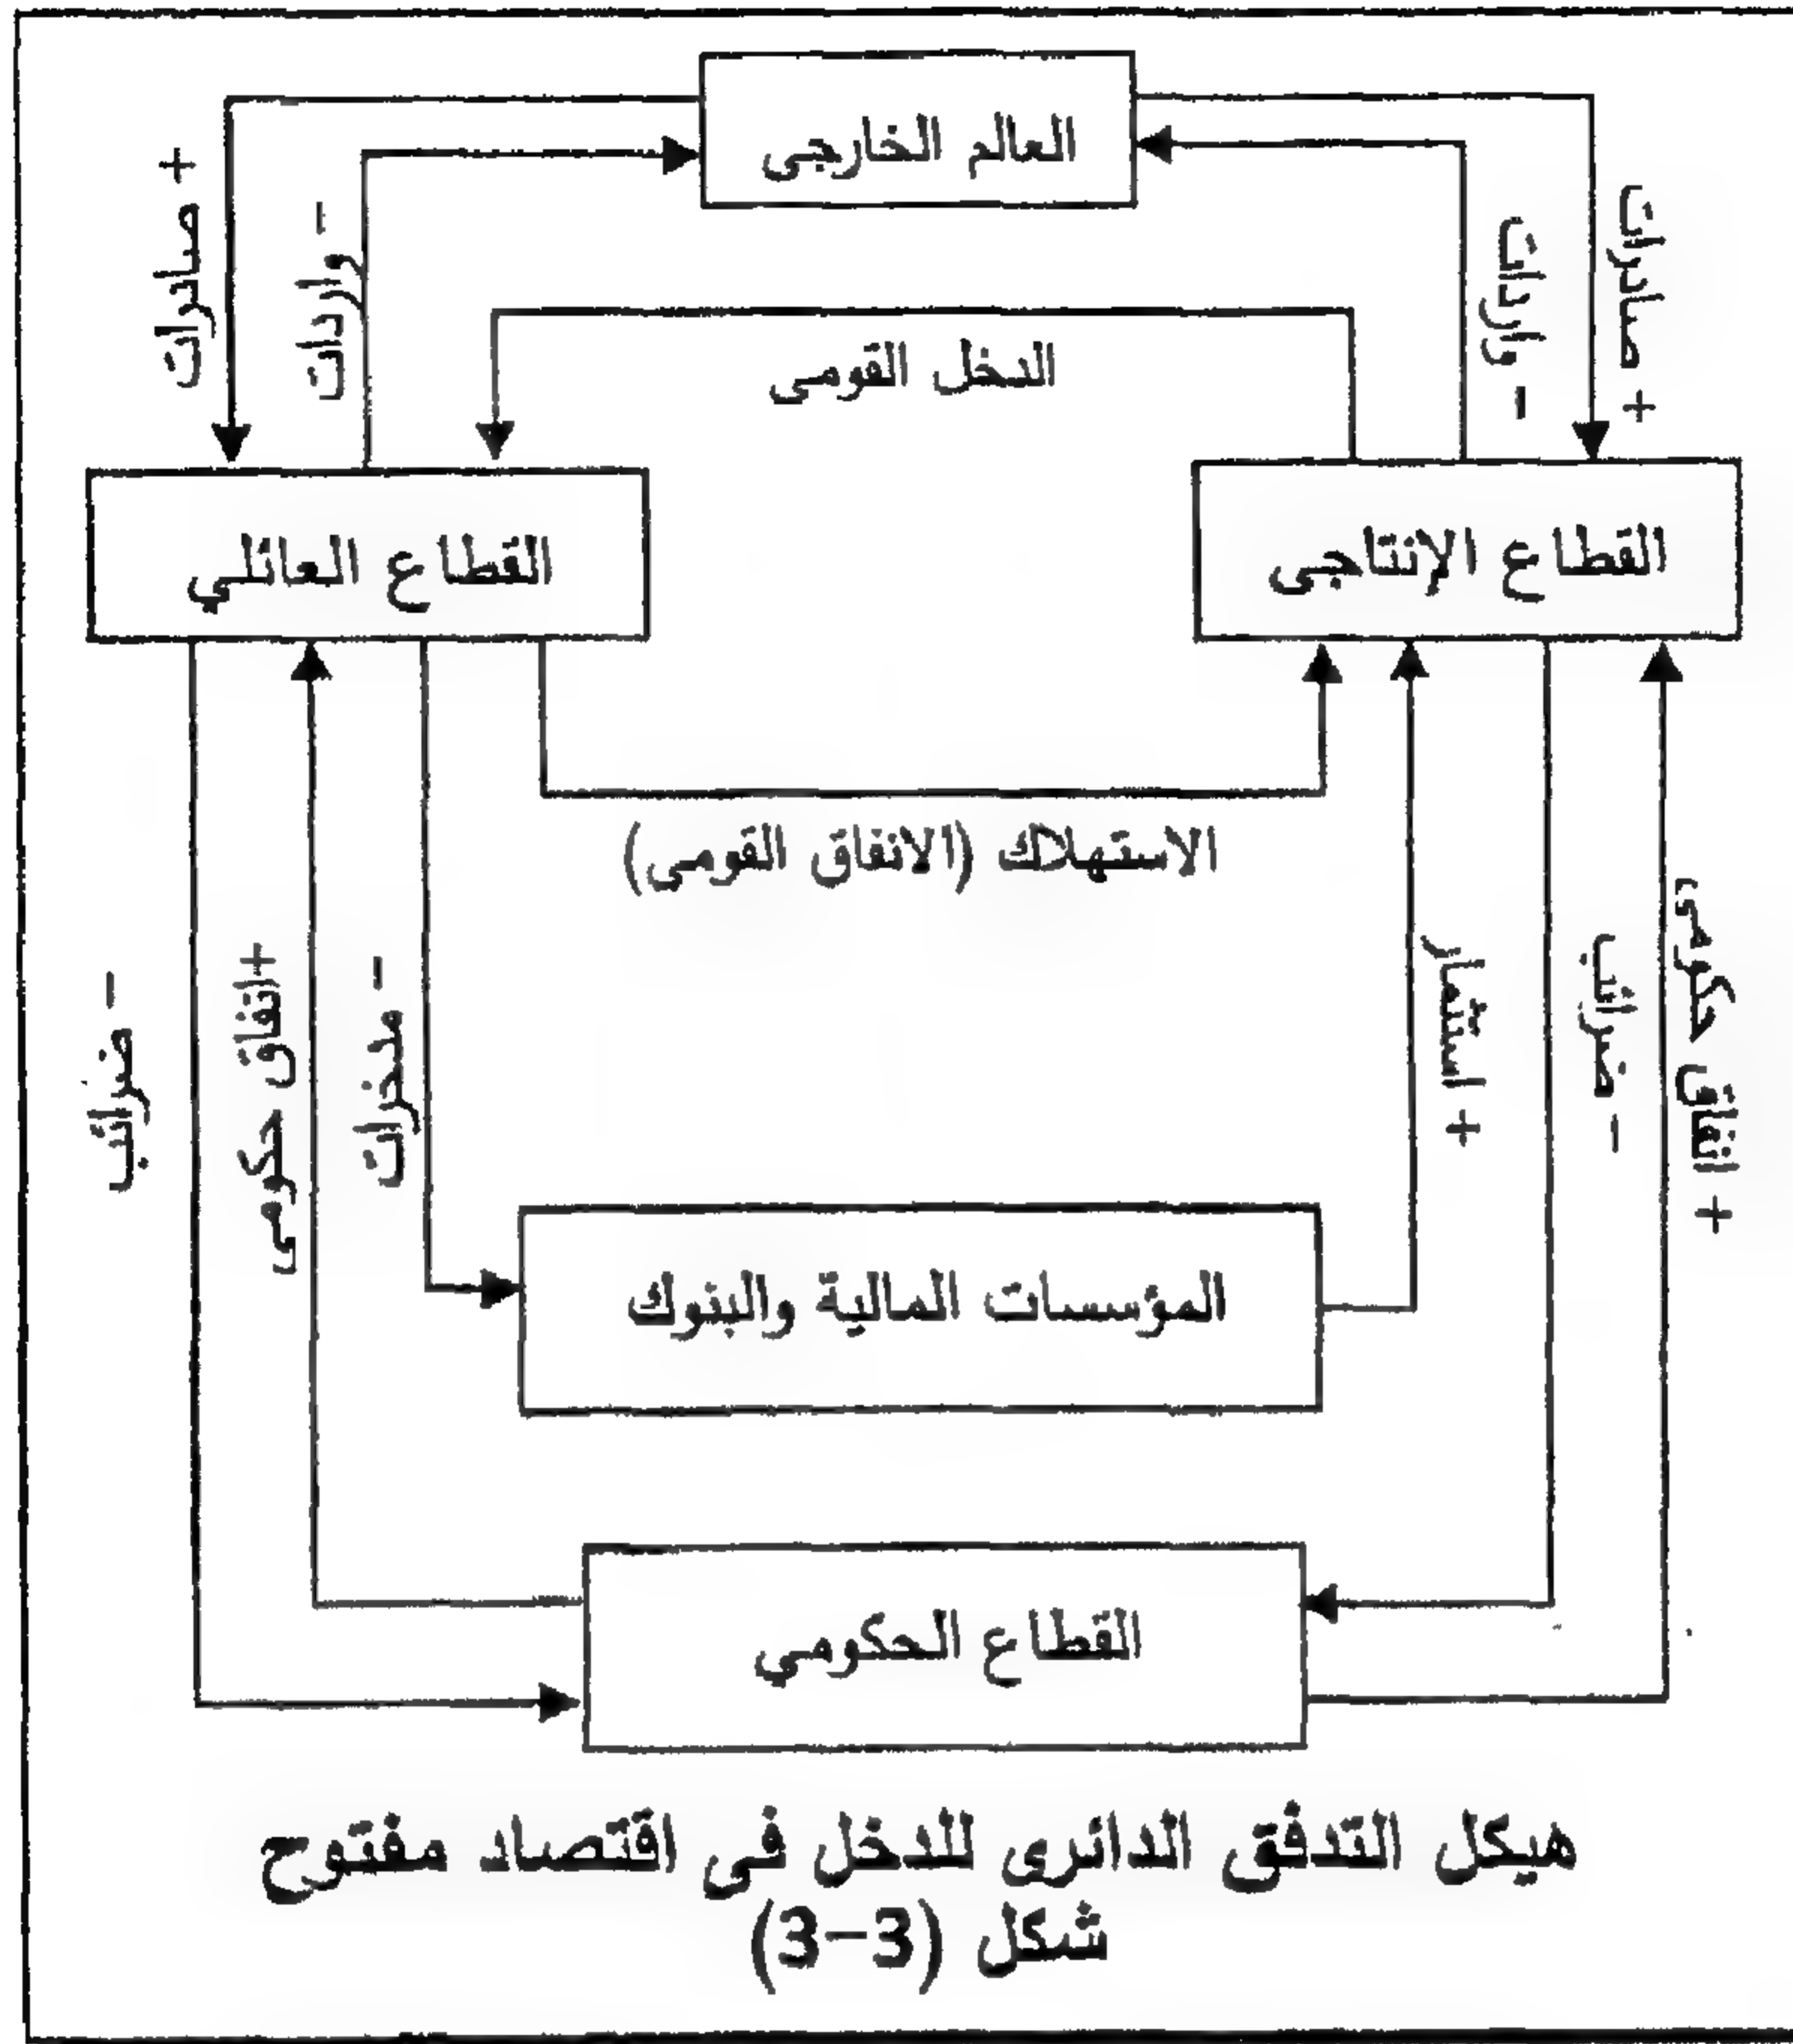 العالم الخارجى
+ صادرات
- واردات
- واردات
+ صادرات
الدخل القومى
القطاع الإنتاجى
القطاع العائلي
الاستهلاك (الانفاق القومى)
+ انفاق حكومى
- ضرائب
+ استثمار
- مدخرات
+انفاق حكومى
- ضرائب
المؤسسات المالية والبنوك
القطاع الحكومي
هيكل التدفق الدائرى للدخل فى اقتصاد مفتوح
شكل (3-3)